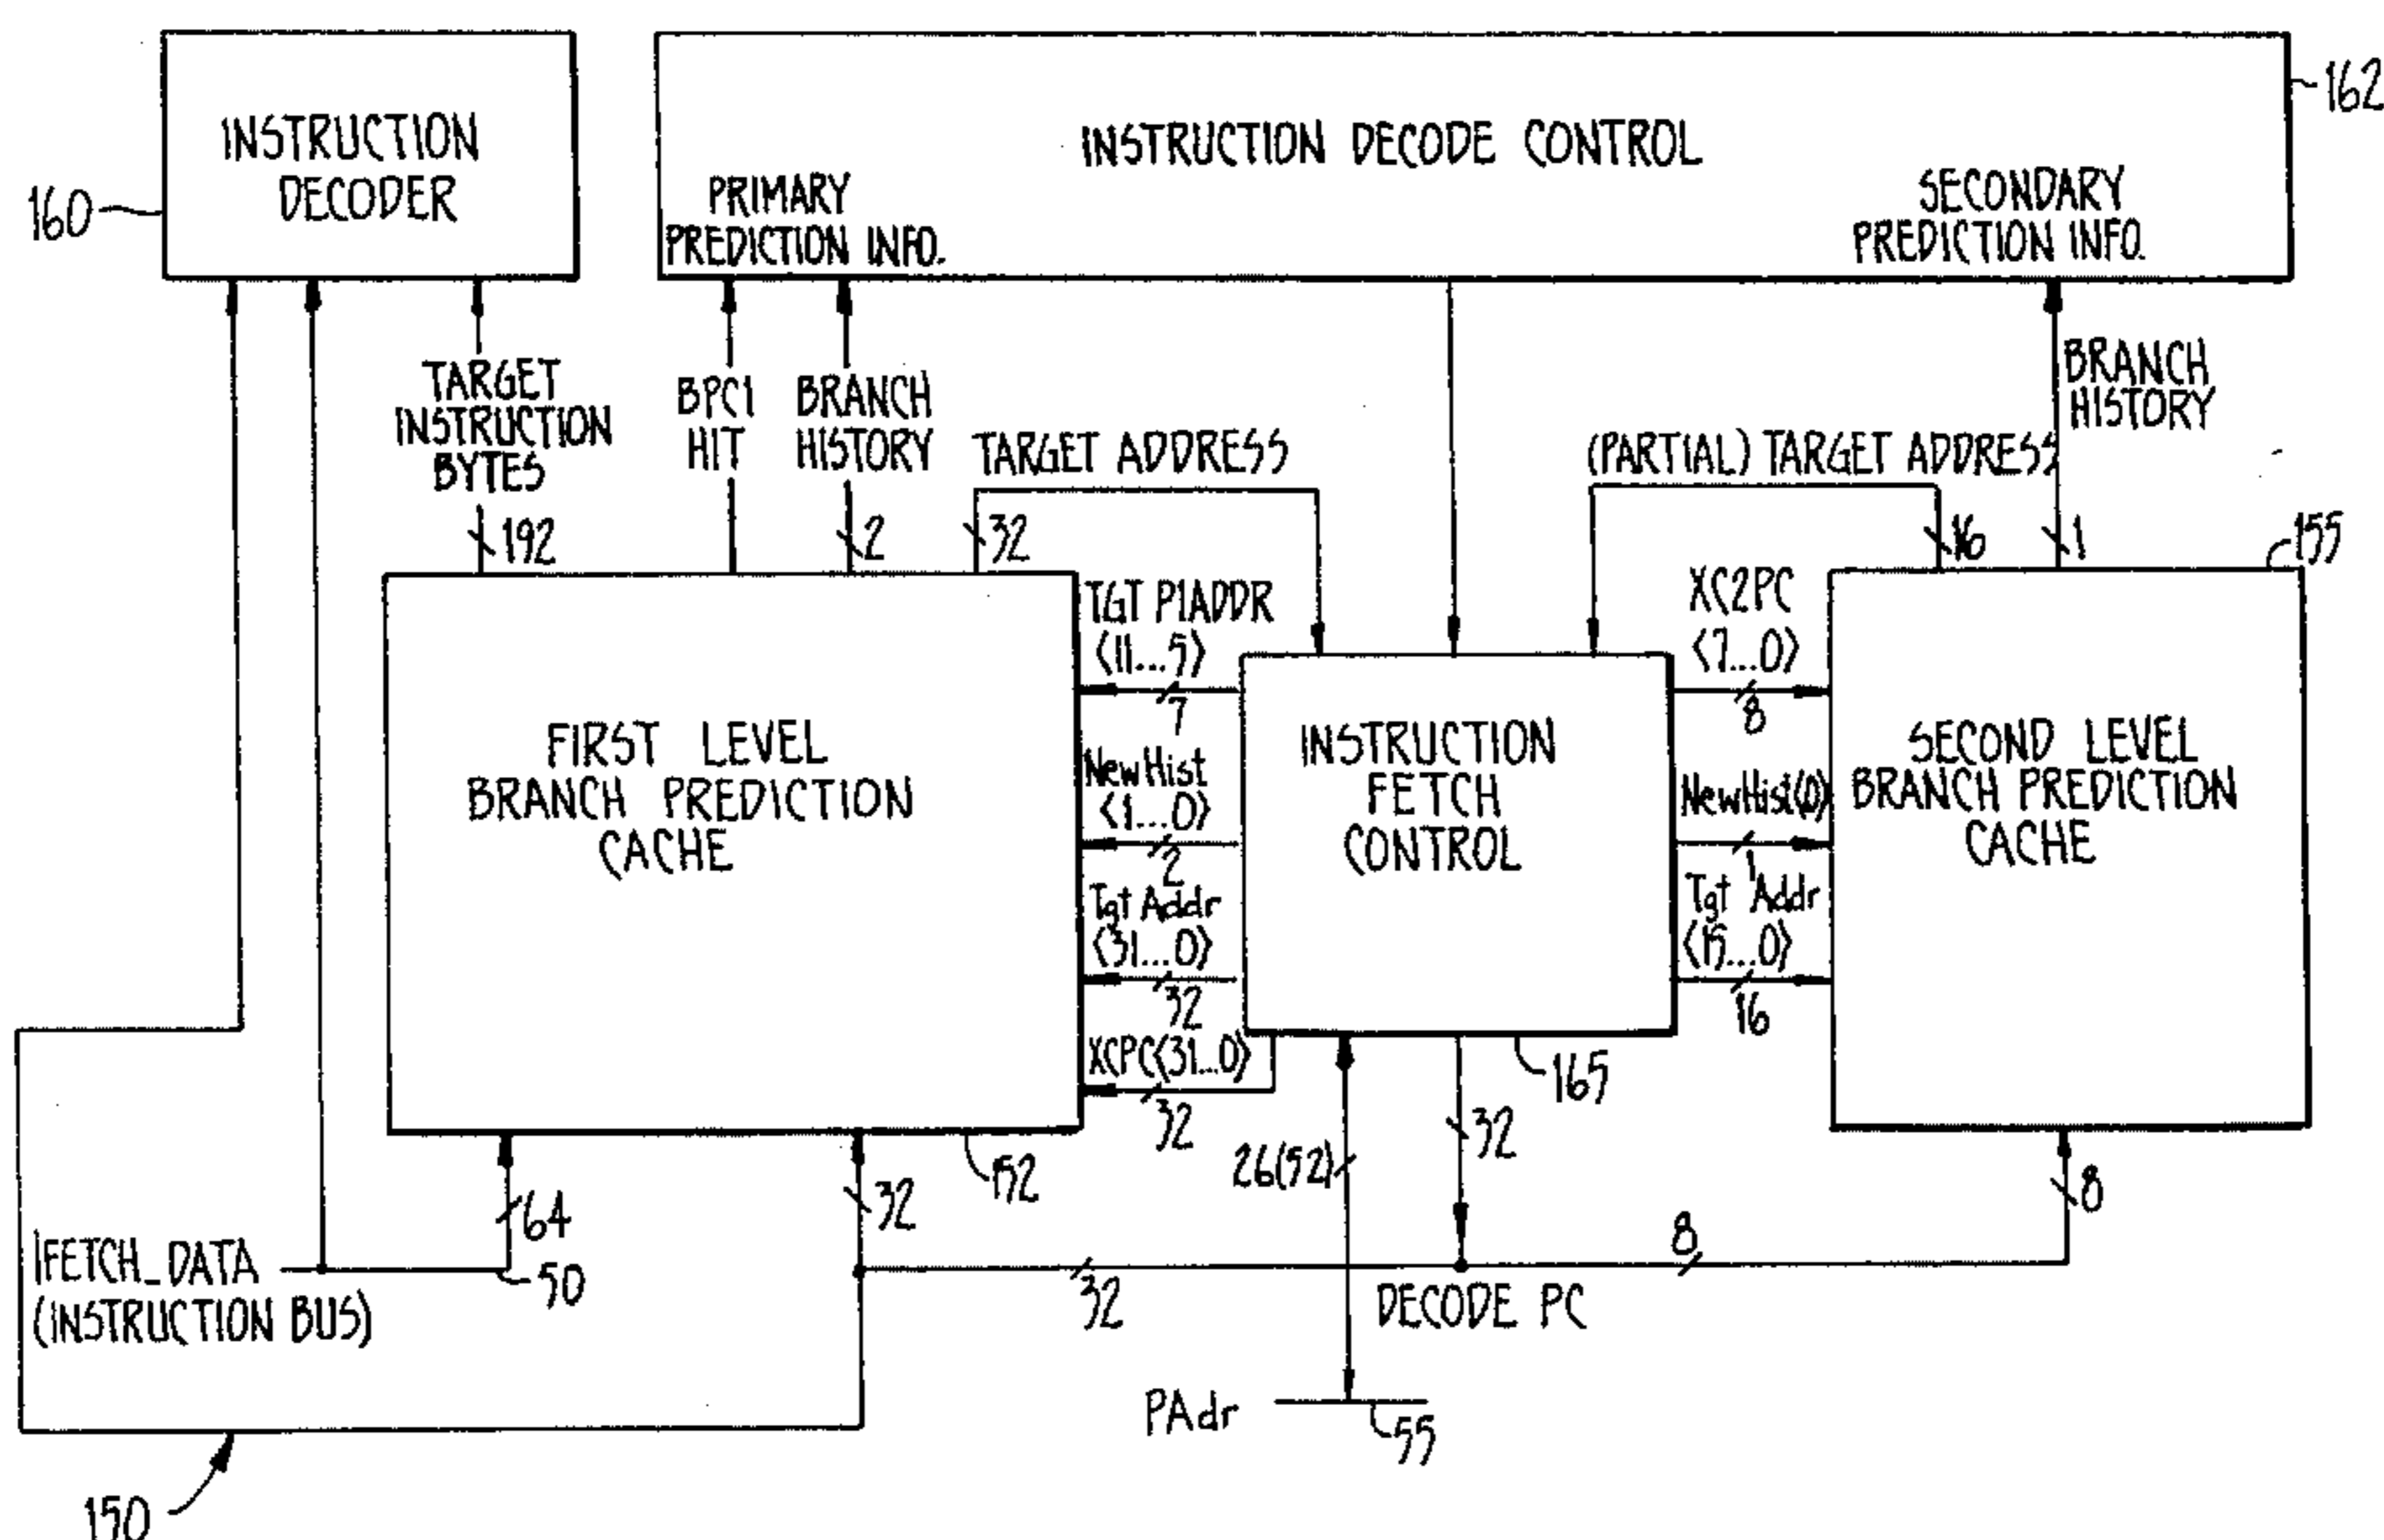 INSTRUCTION
DECODER
160
INSTRUCTION DECODE CONTROL
162
PRIMARY
PREDICTION INFO.
SECONDARY
PREDICTION INFO.
TARGET
INSTRUCTION
BYTES
192
BPC1
HIT
BRANCH
HISTORY
2
TARGET ADDRESS
32
(PARTIAL) TARGET ADDRESS
16
BRANCH
HISTORY
1
155
FIRST LEVEL
BRANCH PREDICTION
CACHE
TGT P1ADDR
<11...5>
7
NewHist
<1...0>
2
Tgt Addr
<31...0>
32
XCPC<31...0>
32
INSTRUCTION
FETCH
CONTROL
165
XC2PC
<7...0>
8
NewHist(0)
1
Tgt Addr
<15...0>
16
SECOND LEVEL
BRANCH PREDICTION
CACHE
152
64
32
26(52)
32
8
IFETCH_DATA
(INSTRUCTION BUS)
50
32
DECODE PC
8
PAdr
55
150